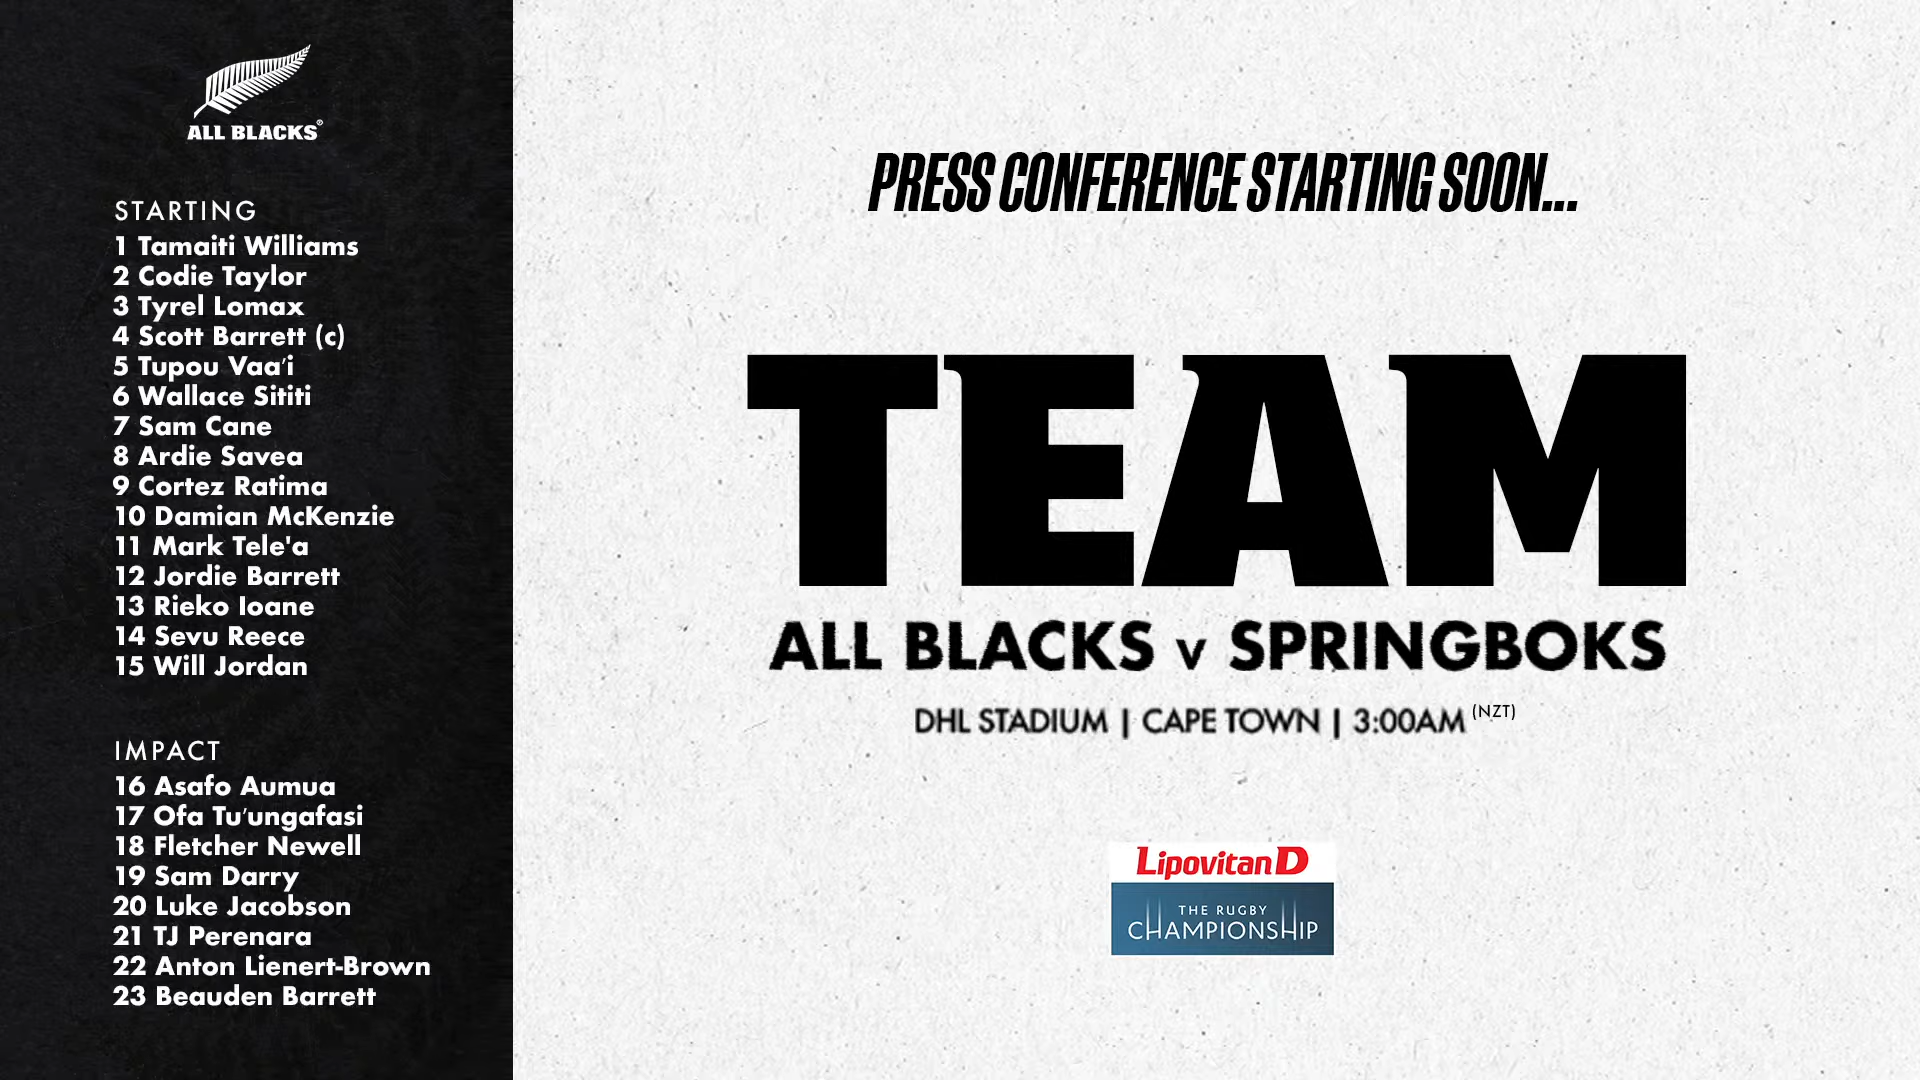 ALL BLACKS®
STARTING
1 Tamaiti Williams
2 Codie Taylor
3 Tyrel Lomax
4 Scott Barrett (c)
5 Tupou Vaa'i
6 Wallace Sititi
7 Sam Cane
8 Ardie Savea
9 Cortez Ratima
10 Damian McKenzie
11 Mark Tele'a
12 Jordie Barrett
13 Rieko Ioane
14 Sevu Reece
15 Will Jordan
IMPACT
16 Asafo Aumua
17 Ofa Tu'ungafasi
18 Fletcher Newell
19 Sam Darry
20 Luke Jacobson
21 TJ Perenara
22 Anton Lienert-Brown
23 Beauden Barrett
PRESS CONFERENCE STARTING SOON...
TEAM
ALL BLACKS v SPRINGBOKS
DHL STADIUM | CAPE TOWN | 3:00AM (NZT)
Lipovitan D
THE RUGBY
CHAMPIONSHIP